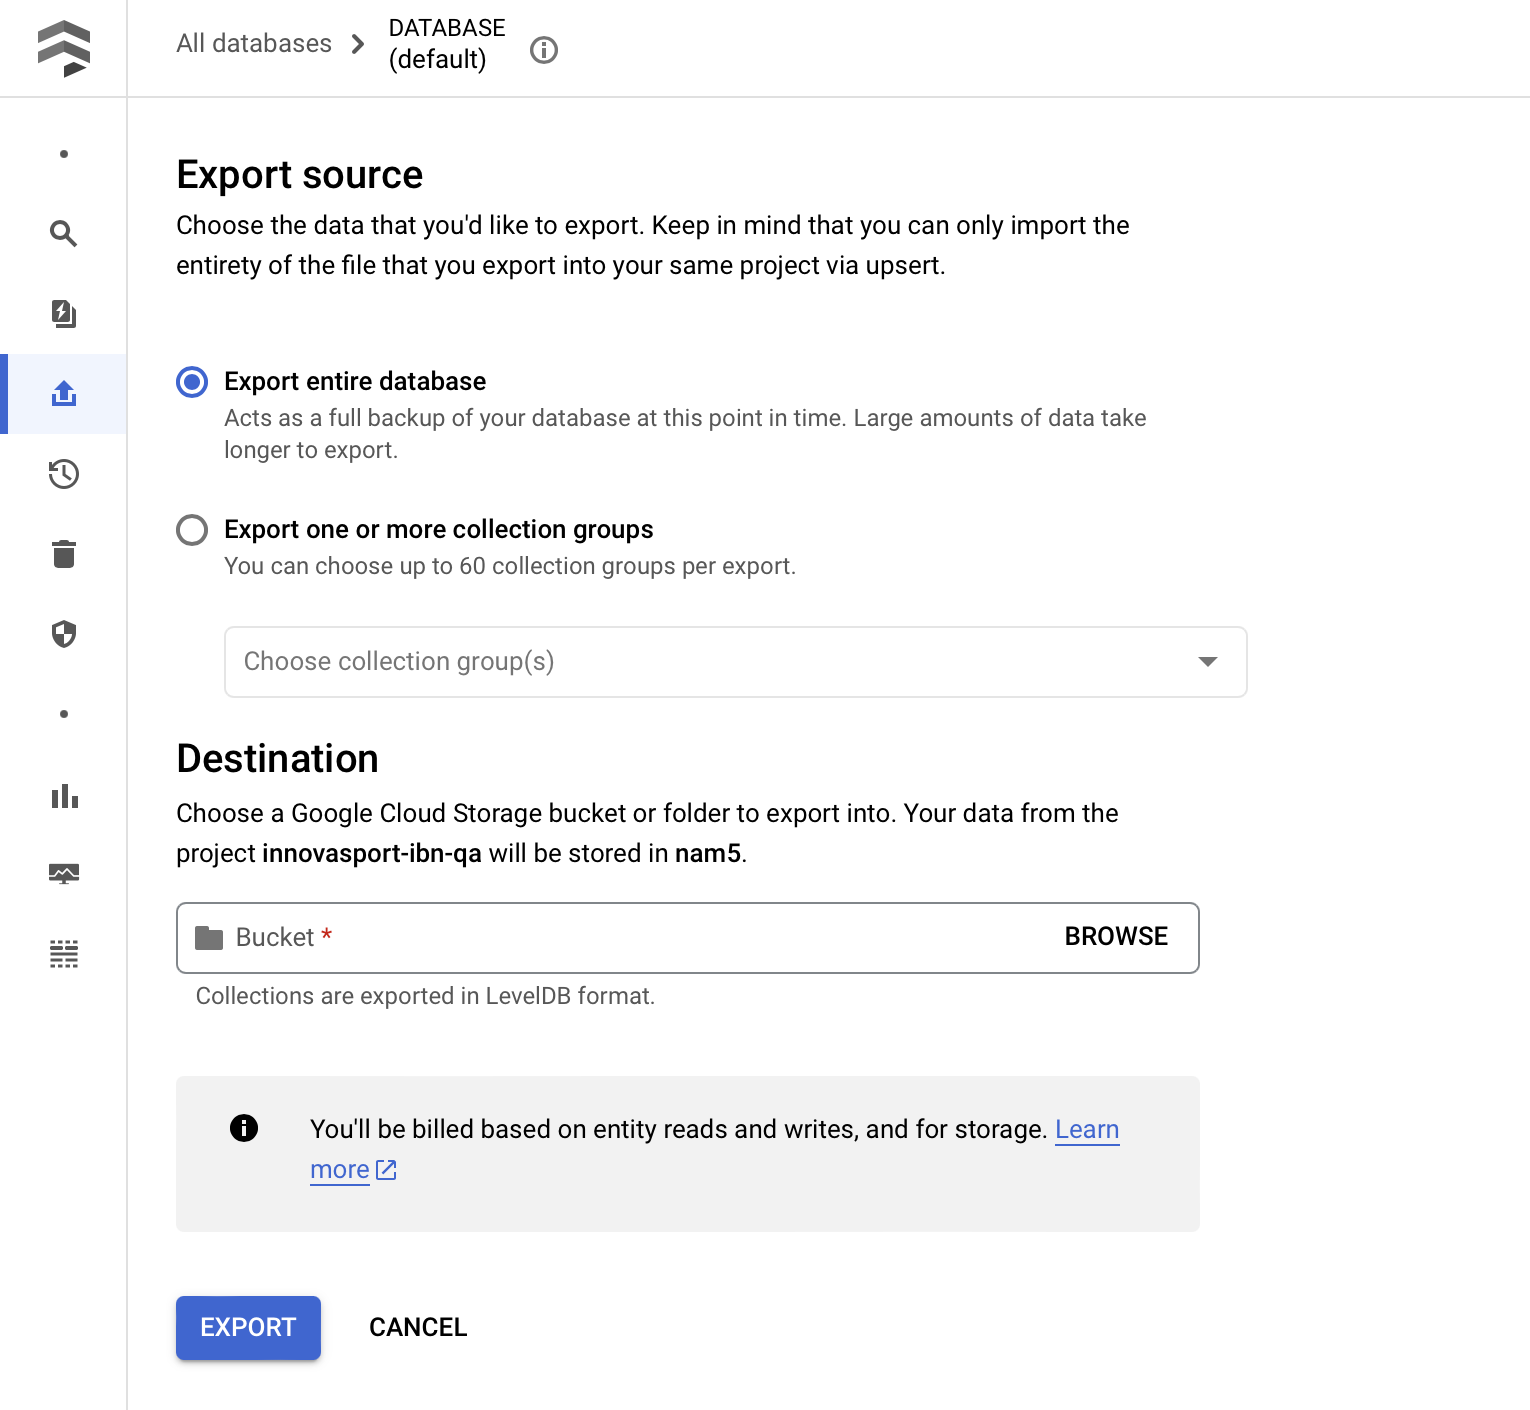 All databases
DATABASE
(default)
Export source
Choose the data that you'd like to export. Keep in mind that you can only import the
entirety of the file that you export into your same project via upsert.
Export entire database
Acts as a full backup of your database at this point in time. Large amounts of data take
longer to export.
Export one or more collection groups
You can choose up to 60 collection groups per export.
Choose collection group(s)
Destination
Choose a Google Cloud Storage bucket or folder to export into. Your data from the
project innovasport-ibn-qa will be stored in nam5.
Bucket * BROWSE
Collections are exported in LevelDB format.
You'll be billed based on entity reads and writes, and for storage. Learn
more
EXPORT CANCEL